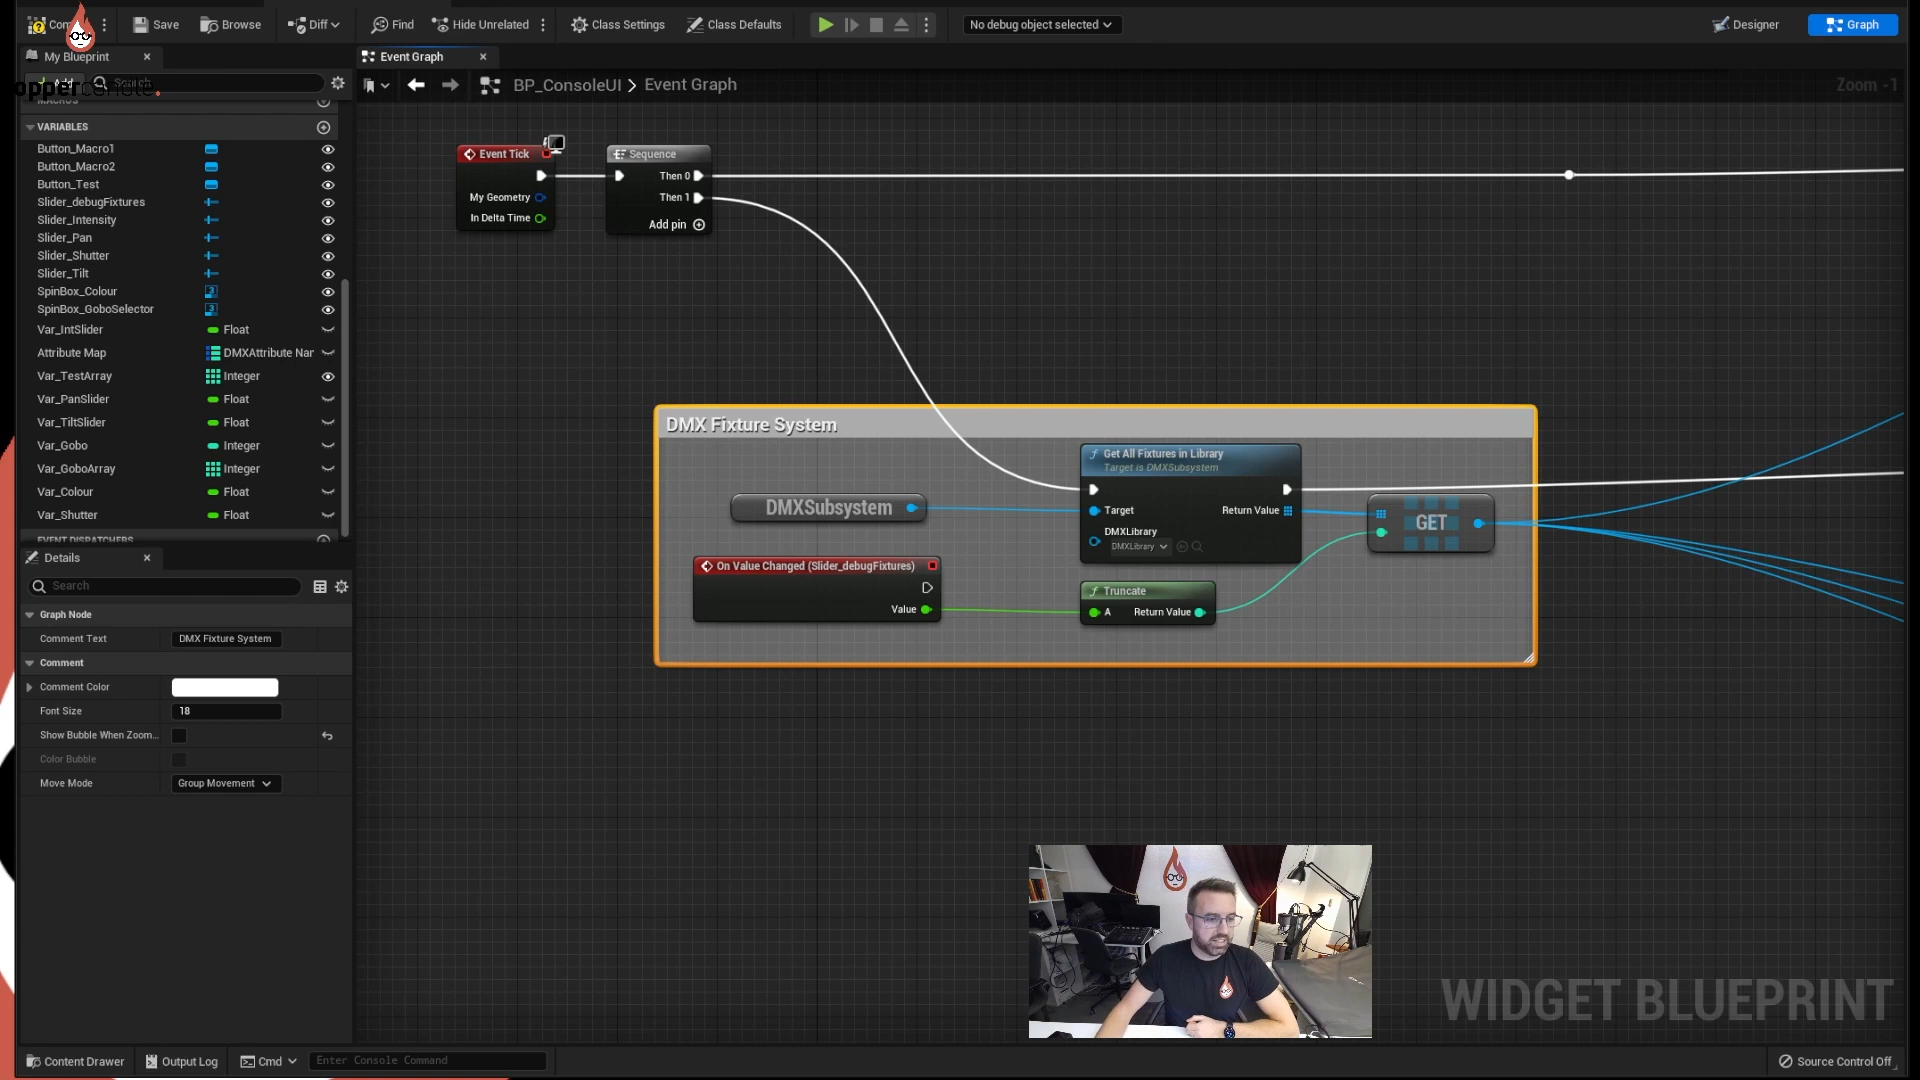 Save
Browse
Diff
Find
Hide Unrelated
Class Settings
Class Defaults
No debug object selected
Designer
Graph
My Blueprint
Event Graph
BP_ConsoleUI > Event Graph
Zoom -1
VARIABLES
Button_Macro1
Button_Macro2
Button_Test
Slider_debugFixtures
Slider_Intensity
Slider_Pan
Slider_Shutter
Slider_Tilt
SpinBox_Colour
SpinBox_GoboSelector
Var_IntSlider Float
Attribute Map DMXAttribute Nar
Var_TestArray Integer
Var_PanSlider Float
Var_TiltSlider Float
Var_Gobo Integer
Var_GoboArray Integer
Var_Colour Float
Var_Shutter Float
EVENT DISPATCHERS
Details
Search
Graph Node
Comment Text DMX Fixture System
Comment
Comment Color
Font Size 18
Show Bubble When Zoom...
Color Bubble
Move Mode Group Movement
Event Tick
My Geometry
In Delta Time
Sequence
Then 0
Then 1
Add pin
DMX Fixture System
DMXSubsystem
Get All Fixtures in Library
Target is DMXSubsystem
Target Return Value
DMXLibrary
DMXLibrary
GET
On Value Changed (Slider_debugFixtures)
Value
Truncate
A Return Value
WIDGET BLUEPRINT
Content Drawer
Output Log
Cmd
Enter Console Command
Source Control Off